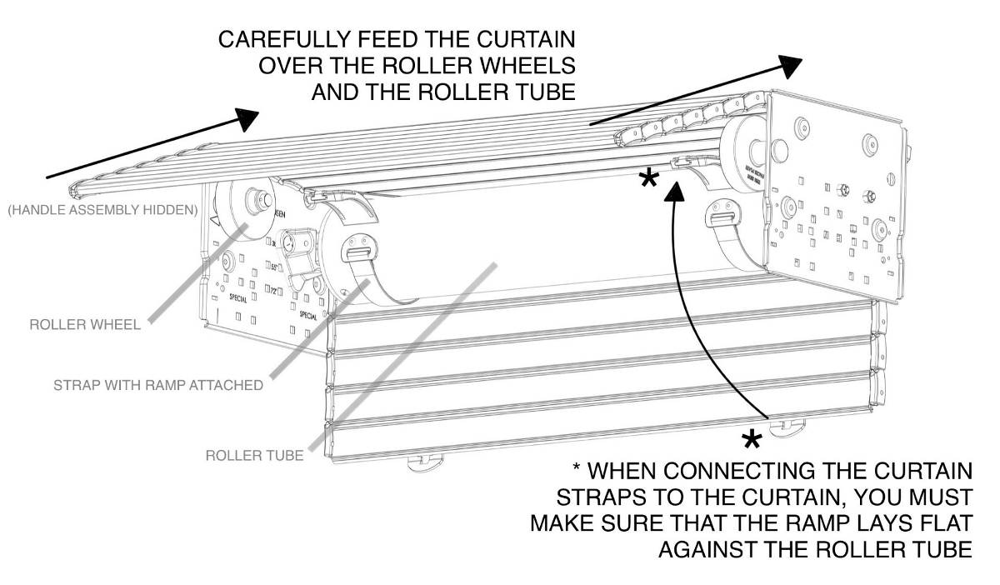 CAREFULLY FEED THE CURTAIN
OVER THE ROLLER WHEELS
AND THE ROLLER TUBE
*
(HANDLE ASSEMBLY HIDDEN)
55"
72"
SPECIAL
SPECIAL
ROLLER WHEEL
STRAP WITH RAMP ATTACHED
ROLLER TUBE
*
* WHEN CONNECTING THE CURTAIN
STRAPS TO THE CURTAIN, YOU MUST
MAKE SURE THAT THE RAMP LAYS FLAT
AGAINST THE ROLLER TUBE